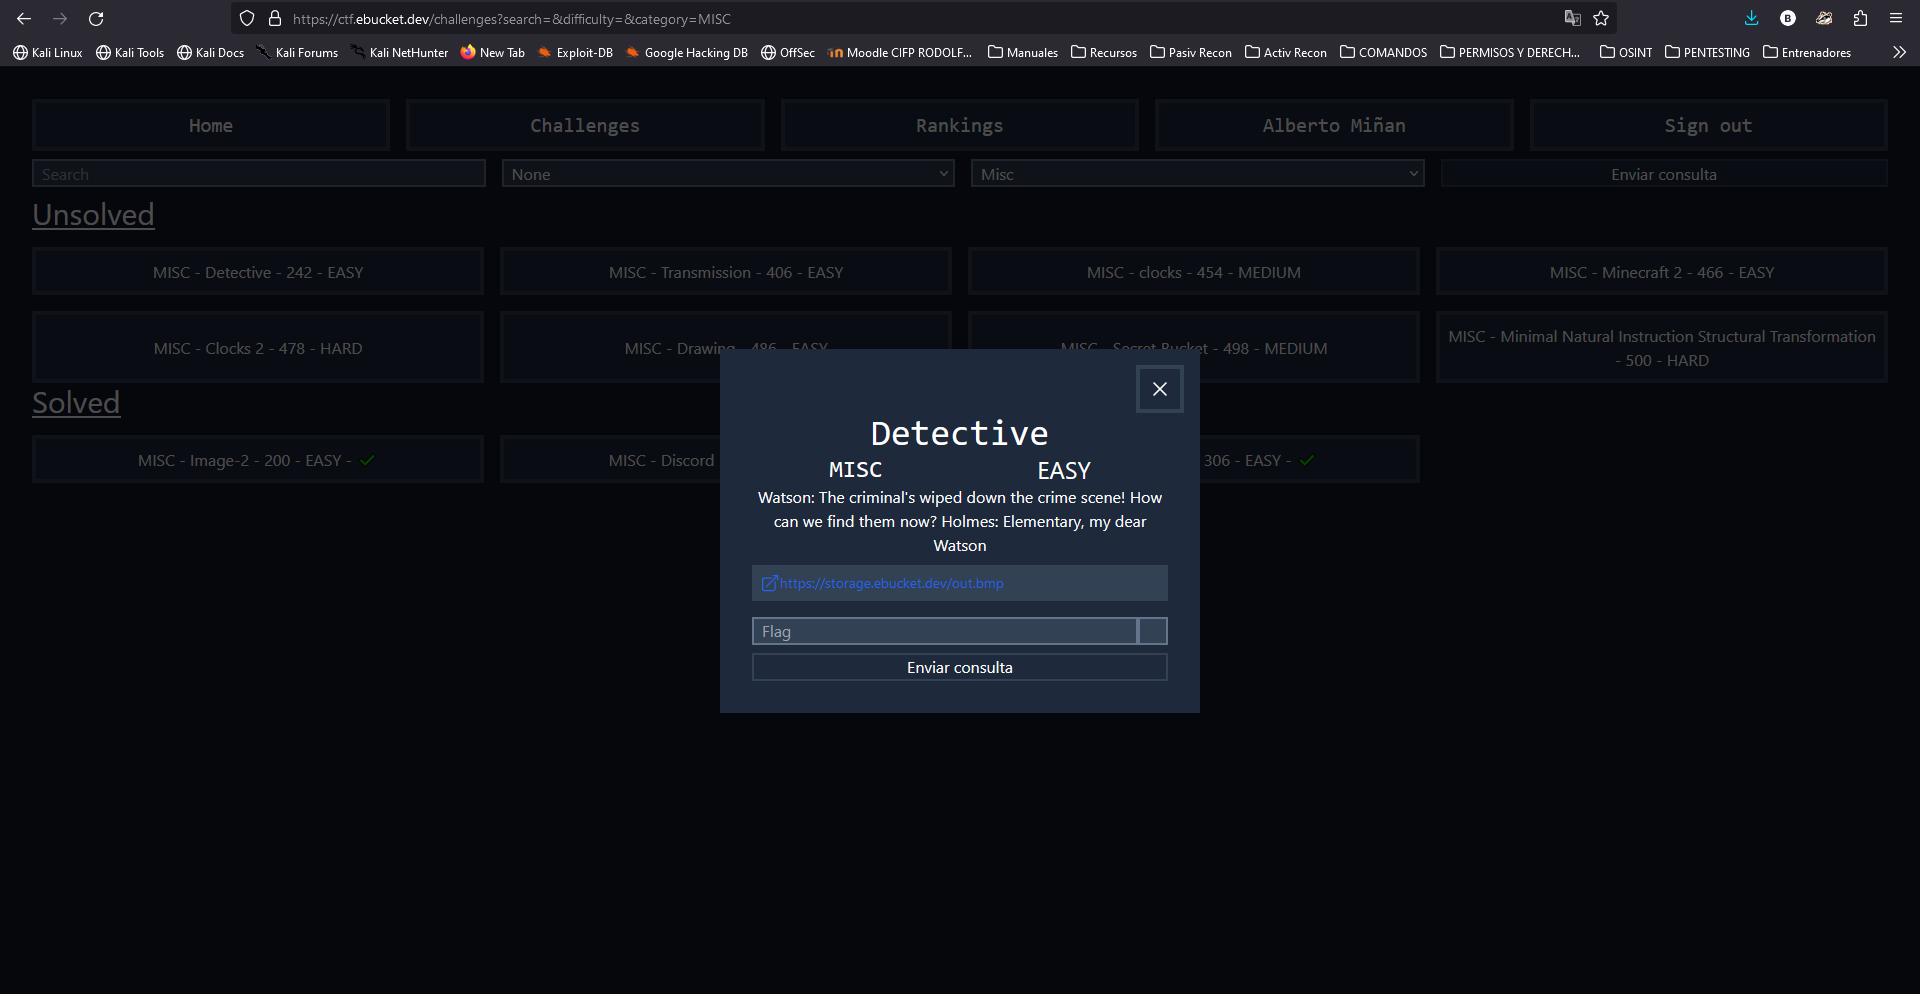 https://ctf.ebucket.dev/challenges?search=&difficulty=&category=MISC
Kali Linux Kali Tools Kali Docs Kali Forums Kali NetHunter New Tab Exploit-DB Google Hacking DB OffSec Moodle CIFP RODOLF... Manuales Recursos Pasiv Recon Activ Recon COMANDOS PERMISOS Y DERECH... OSINT PENTESTING Entrenadores
Home Challenges Rankings Alberto Miñan Sign out
Search None Misc Enviar consulta
Unsolved
MISC - Detective - 242 - EASY MISC - Transmission - 406 - EASY MISC - clocks - 454 - MEDIUM MISC - Minecraft 2 - 466 - EASY
MISC - Clocks 2 - 478 - HARD MISC - Drawing - 486 - EASY MISC - Secret Bucket - 498 - MEDIUM MISC - Minimal Natural Instruction Structural Transformation
- 500 - HARD
Solved
MISC - Image-2 - 200 - EASY - MISC - Discord 306 - EASY -
Detective
MISC EASY
Watson: The criminal's wiped down the crime scene! How
can we find them now? Holmes: Elementary, my dear
Watson
https://storage.ebucket.dev/out.bmp
Flag
Enviar consulta